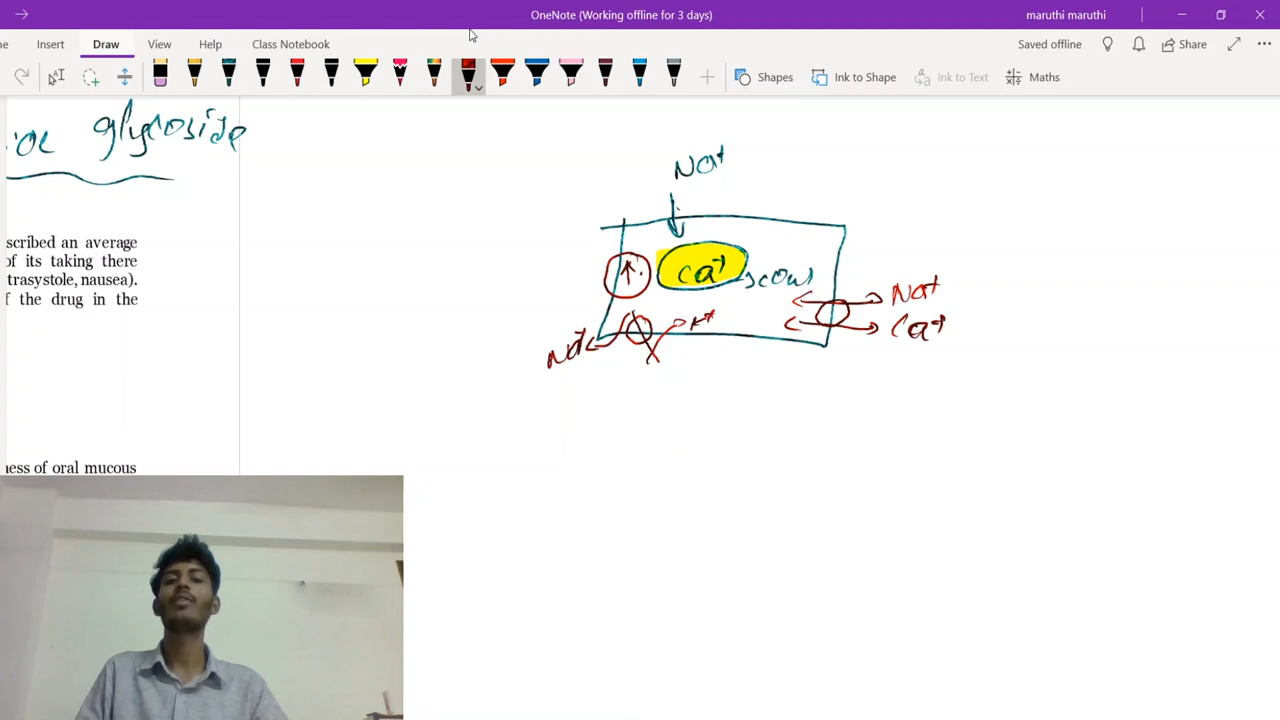 OneNote (Working offline for 3 days)
maruthi maruthi
ne Insert Draw View Help Class Notebook
Saved offline
Share
Shapes
Ink to Shape
Ink to Text
Maths
glycoside
scribed an average
of its taking there
trasystole, nausea).
f the drug in the
ness of oral mucous
Na+
Ca+
Na+
Ca+
Na+
K+